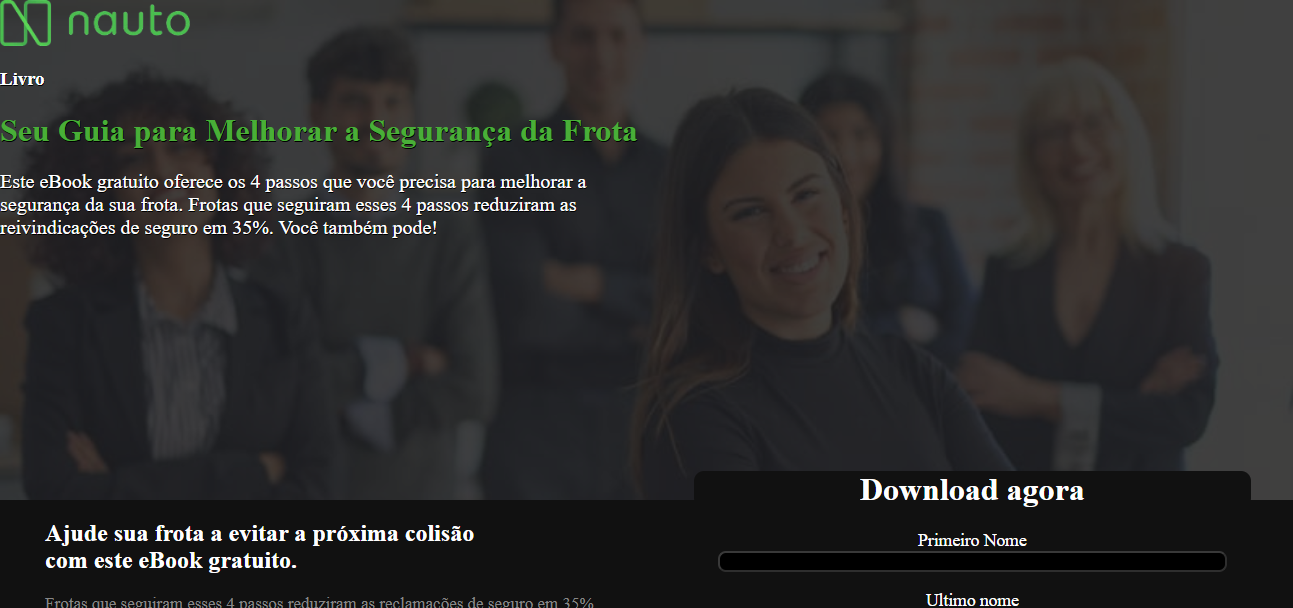 nauto
Livro
Seu Guia para Melhorar a Segurança da Frota
Este eBook gratuito oferece os 4 passos que você precisa para melhorar a
segurança da sua frota. Frotas que seguiram esses 4 passos reduziram as
reivindicações de seguro em 35%. Você também pode!
Ajude sua frota a evitar a próxima colisão
com este eBook gratuito.
Frotas que seguiram esses 4 passos reduziram as reclamações de seguro em 35%
Download agora
Primeiro Nome
Ultimo nome